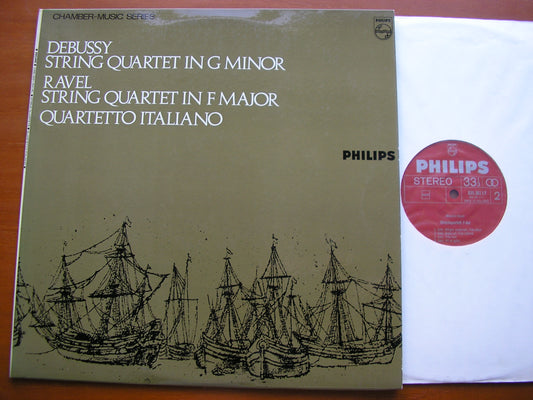 CHAMBER-MUSIC SERIES
PHILIPS
DEBUSSY
STRING QUARTET IN G MINOR
RAVEL
STRING QUARTET IN F MAJOR
QUARTETTO ITALIANO
PHILIPS
PHILIPS
STEREO 33
2